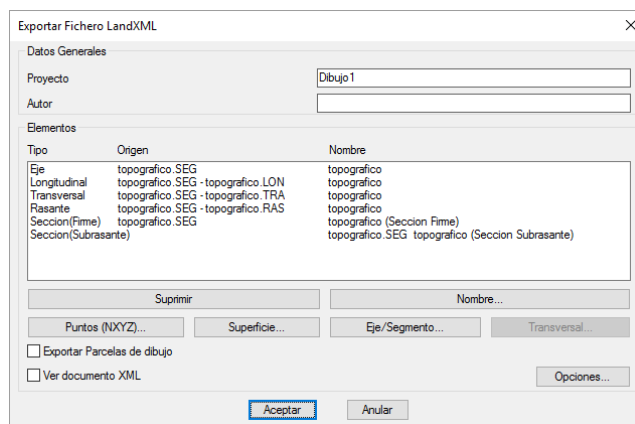 Exportar Fichero LandXML
Datos Generales
Proyecto Dibujo1
Autor
Elementos
Tipo Origen Nombre
Eje topografico.SEG topografico
Longitudinal topografico.SEG - topografico.LON topografico
Transversal topografico.SEG - topografico.TRA topografico
Rasante topografico.SEG - topografico.RAS topografico
Seccion(Firme) topografico.SEG topografico (Seccion Firme)
Seccion(Subrasante) topografico.SEG topografico (Seccion Subrasante)
Suprimir Nombre...
Puntos (NXYZ)... Superficie... Eje/Segmento... Transversal...
Exportar Parcelas de dibujo
Ver documento XML Opciones...
Aceptar Anular